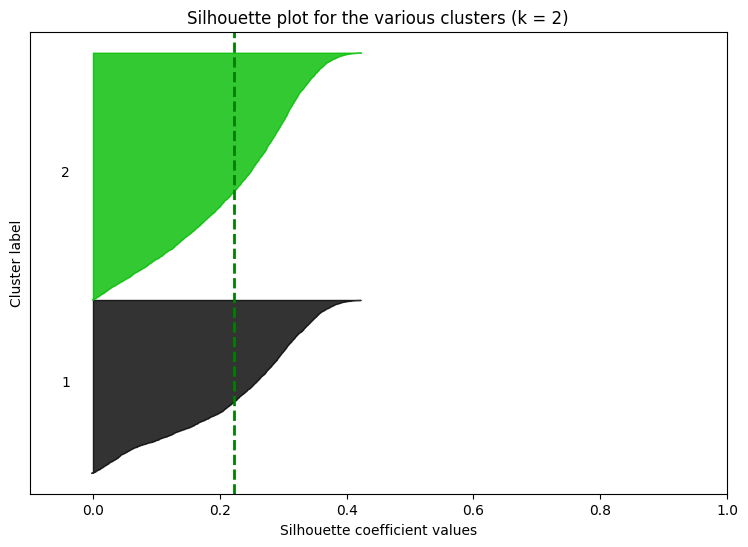 Silhouette plot for the various clusters (k = 2)
Cluster label
2
1
0.0 0.2 0.4 0.6 0.8 1.0
Silhouette coefficient values